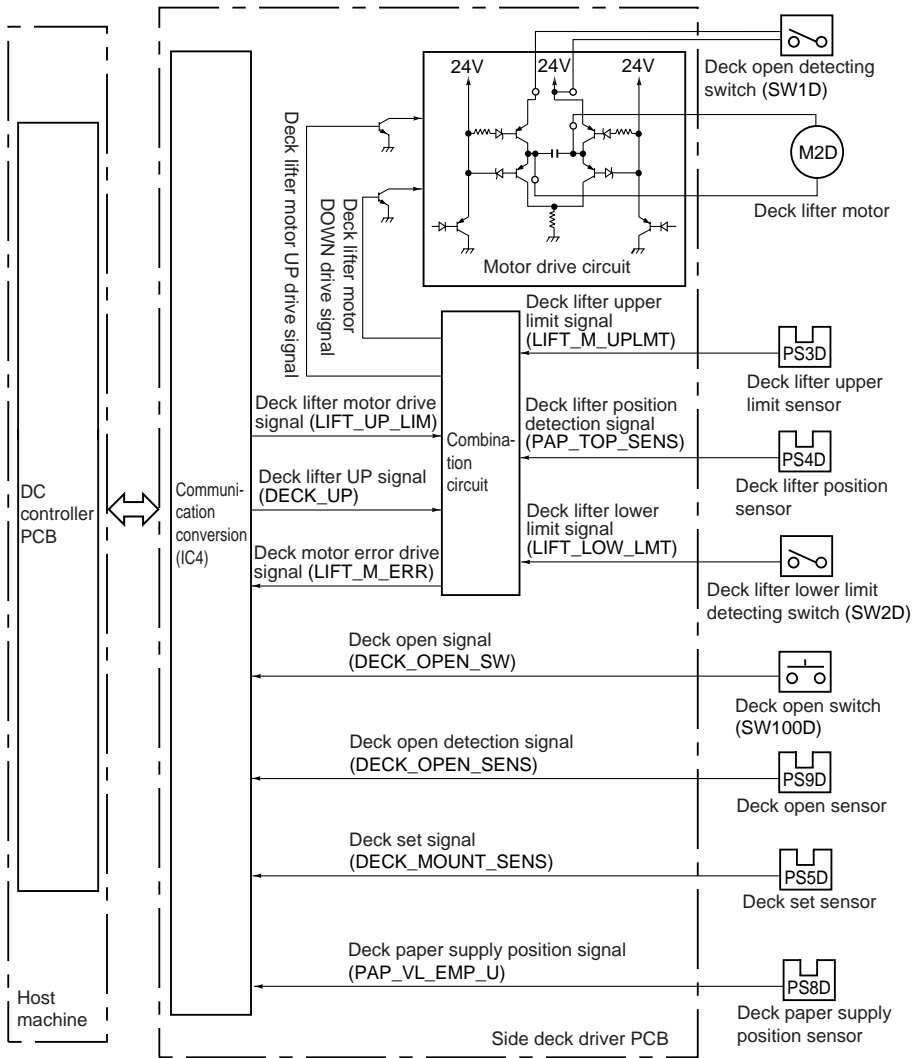 24V
24V
24V
Deck open detecting
switch (SW1D)
M2D
Deck lifter motor
Motor drive circuit
Deck lifter motor UP drive signal
Deck lifter motor
DOWN drive signal
Deck lifter upper
limit signal
(LIFT_M_UPLMT)
PS3D
Deck lifter upper
limit sensor
Deck lifter motor drive
signal (LIFT_UP_LIM)
Combina-
tion
circuit
Deck lifter position
detection signal
(PAP_TOP_SENS)
PS4D
Deck lifter position
sensor
DC
controller
PCB
Communi-
cation
conversion
(IC4)
Deck lifter UP signal
(DECK_UP)
Deck lifter lower
limit signal
(LIFT_LOW_LMT)
Deck motor error drive
signal (LIFT_M_ERR)
Deck lifter lower limit
detecting switch (SW2D)
Deck open signal
(DECK_OPEN_SW)
Deck open switch
(SW100D)
Deck open detection signal
(DECK_OPEN_SENS)
PS9D
Deck open sensor
Deck set signal
(DECK_MOUNT_SENS)
PS5D
Deck set sensor
Deck paper supply position signal
(PAP_VL_EMP_U)
PS8D
Deck paper supply
position sensor
Host
machine
Side deck driver PCB